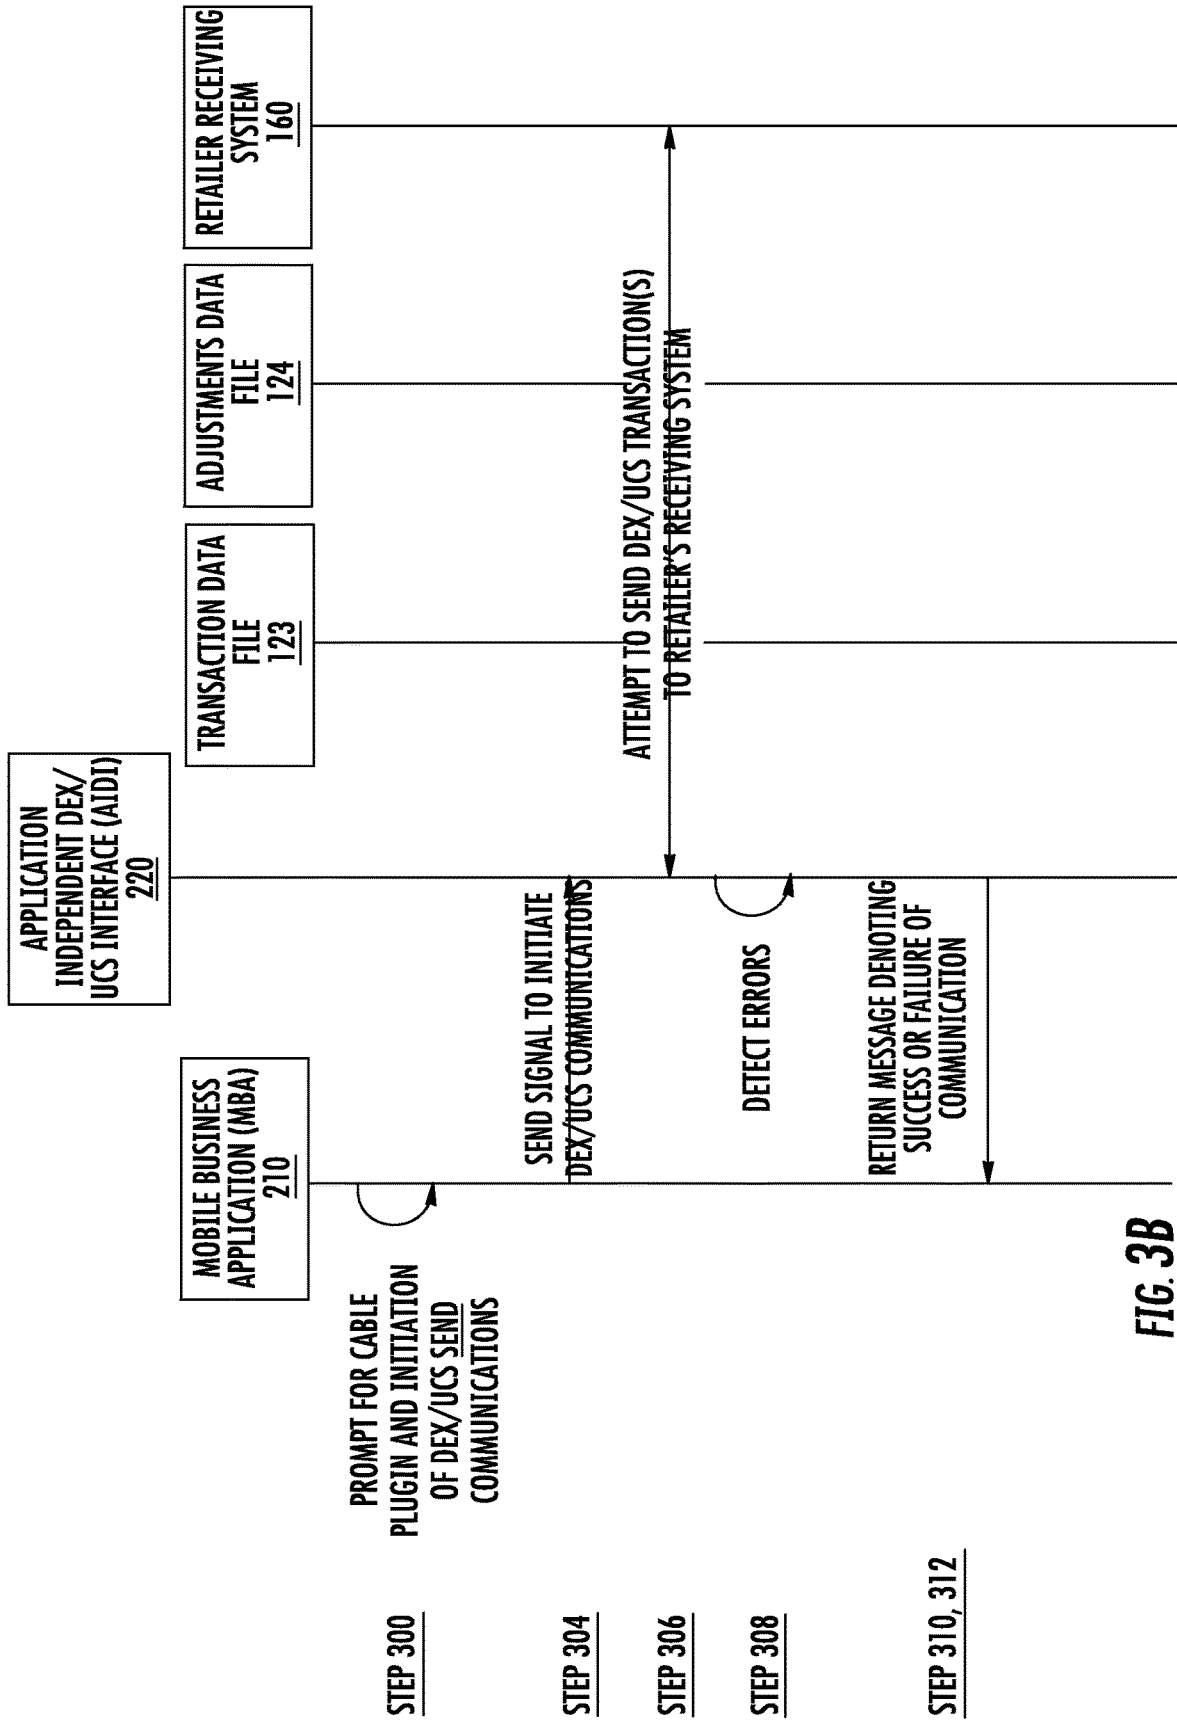 APPLICATION
INDEPENDENT DEX/
UCS INTERFACE (AIDI)
220
MOBILE BUSINESS
APPLICATION (MBA)
210
TRANSACTION DATA
FILE
123
ADJUSTMENTS DATA
FILE
124
RETAILER RECEIVING
SYSTEM
160
STEP 300
PROMPT FOR CABLE
PLUGIN AND INITIATION
OF DEX/UCS SEND
COMMUNICATIONS
STEP 304
SEND SIGNAL TO INITIATE
DEX/UCS COMMUNICATIONS
STEP 306
ATTEMPT TO SEND DEX/UCS TRANSACTION(S)
TO RETAILER'S RECEIVING SYSTEM
STEP 308
DETECT ERRORS
STEP 310, 312
RETURN MESSAGE DENOTING
SUCCESS OR FAILURE OF
COMMUNICATION
FIG. 3B